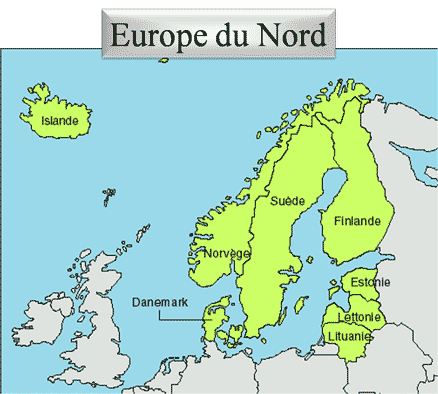 Europe du Nord
Islande
Suède
Finlande
Norvège
Estonie
Danemark
Lettonie
Lituanie